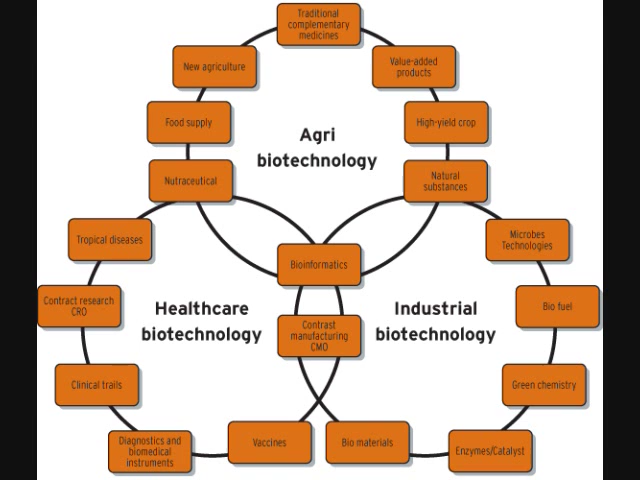 Traditional
complementary
medicines
New agriculture
Value-added
products
Food supply
High-yield crop
Agri
biotechnology
Nutraceutical
Natural
substances
Tropical diseases
Microbes
Technologies
Bioinformatics
Contract research
CRO
Healthcare
biotechnology
Industrial
biotechnology
Bio fuel
Contrast
manufacturing
CMO
Clinical trails
Green chemistry
Diagnostics and
biomedical
instruments
Vaccines
Bio materials
Enzymes/Catalyst